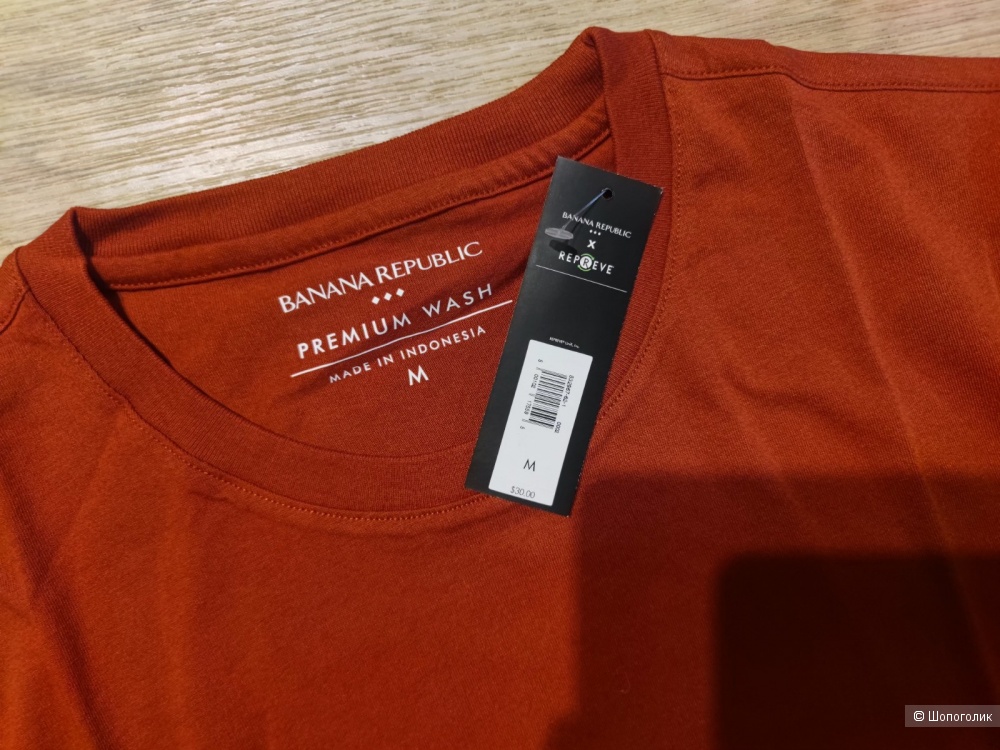 BANANA REPUBLIC
PREMIUM WASH
MADE IN INDONESIA
M
BANANA REPUBLIC
X
REPREVE
M
$30.00
© Шопоголик